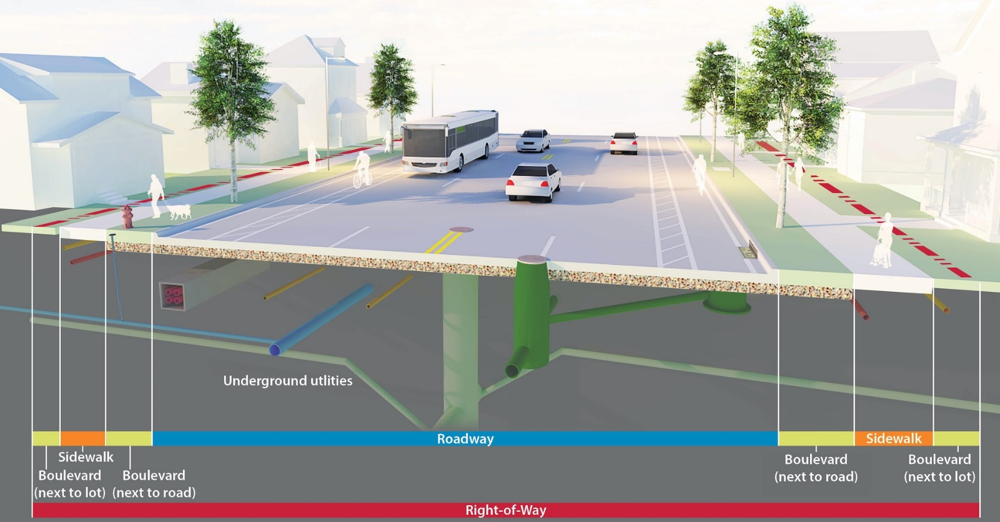 Underground utlities
Roadway
Sidewalk
Sidewalk
Boulevard
(next to lot)
Boulevard
(next to road)
Boulevard
(next to road)
Boulevard
(next to lot)
Right-of-Way